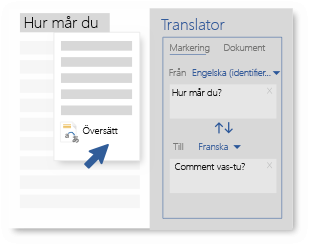 Hur mår du
Översätt
Translator
Markering Dokument
Från Engelska (identifier...
Hur mår du?
x
Till Franska
Comment vas-tu?
x